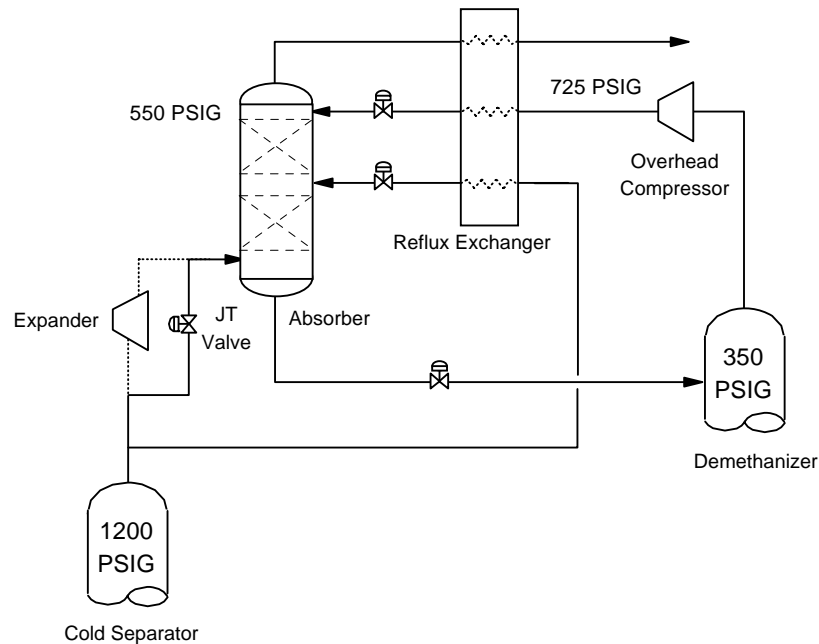 550 PSIG
725 PSIG
Overhead
Compressor
Reflux Exchanger
Expander
JT
Valve
Absorber
350
PSIG
Demethanizer
1200
PSIG
Cold Separator